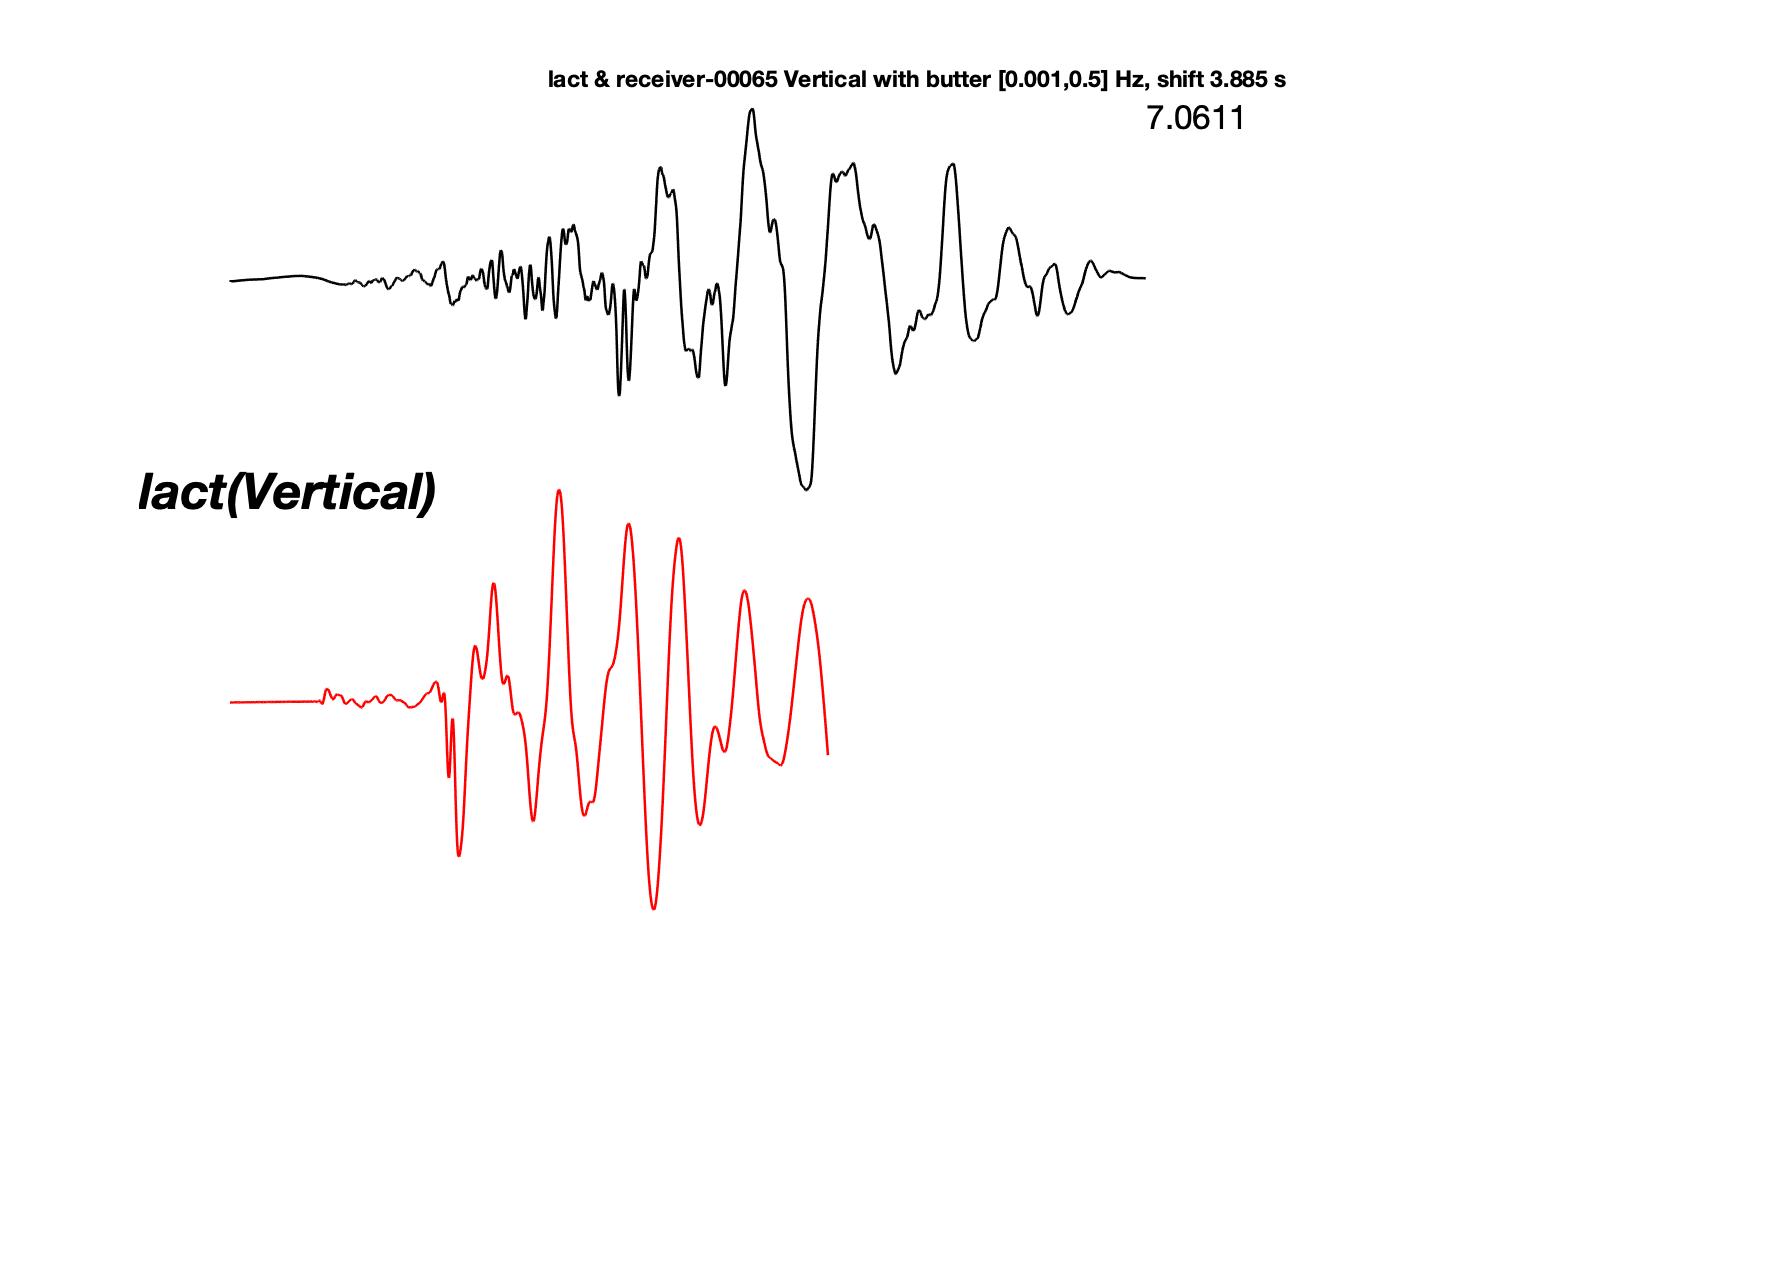 lact & receiver-00065 Vertical with butter [0.001,0.5] Hz, shift 3.885 s
7.0611
lact(Vertical)